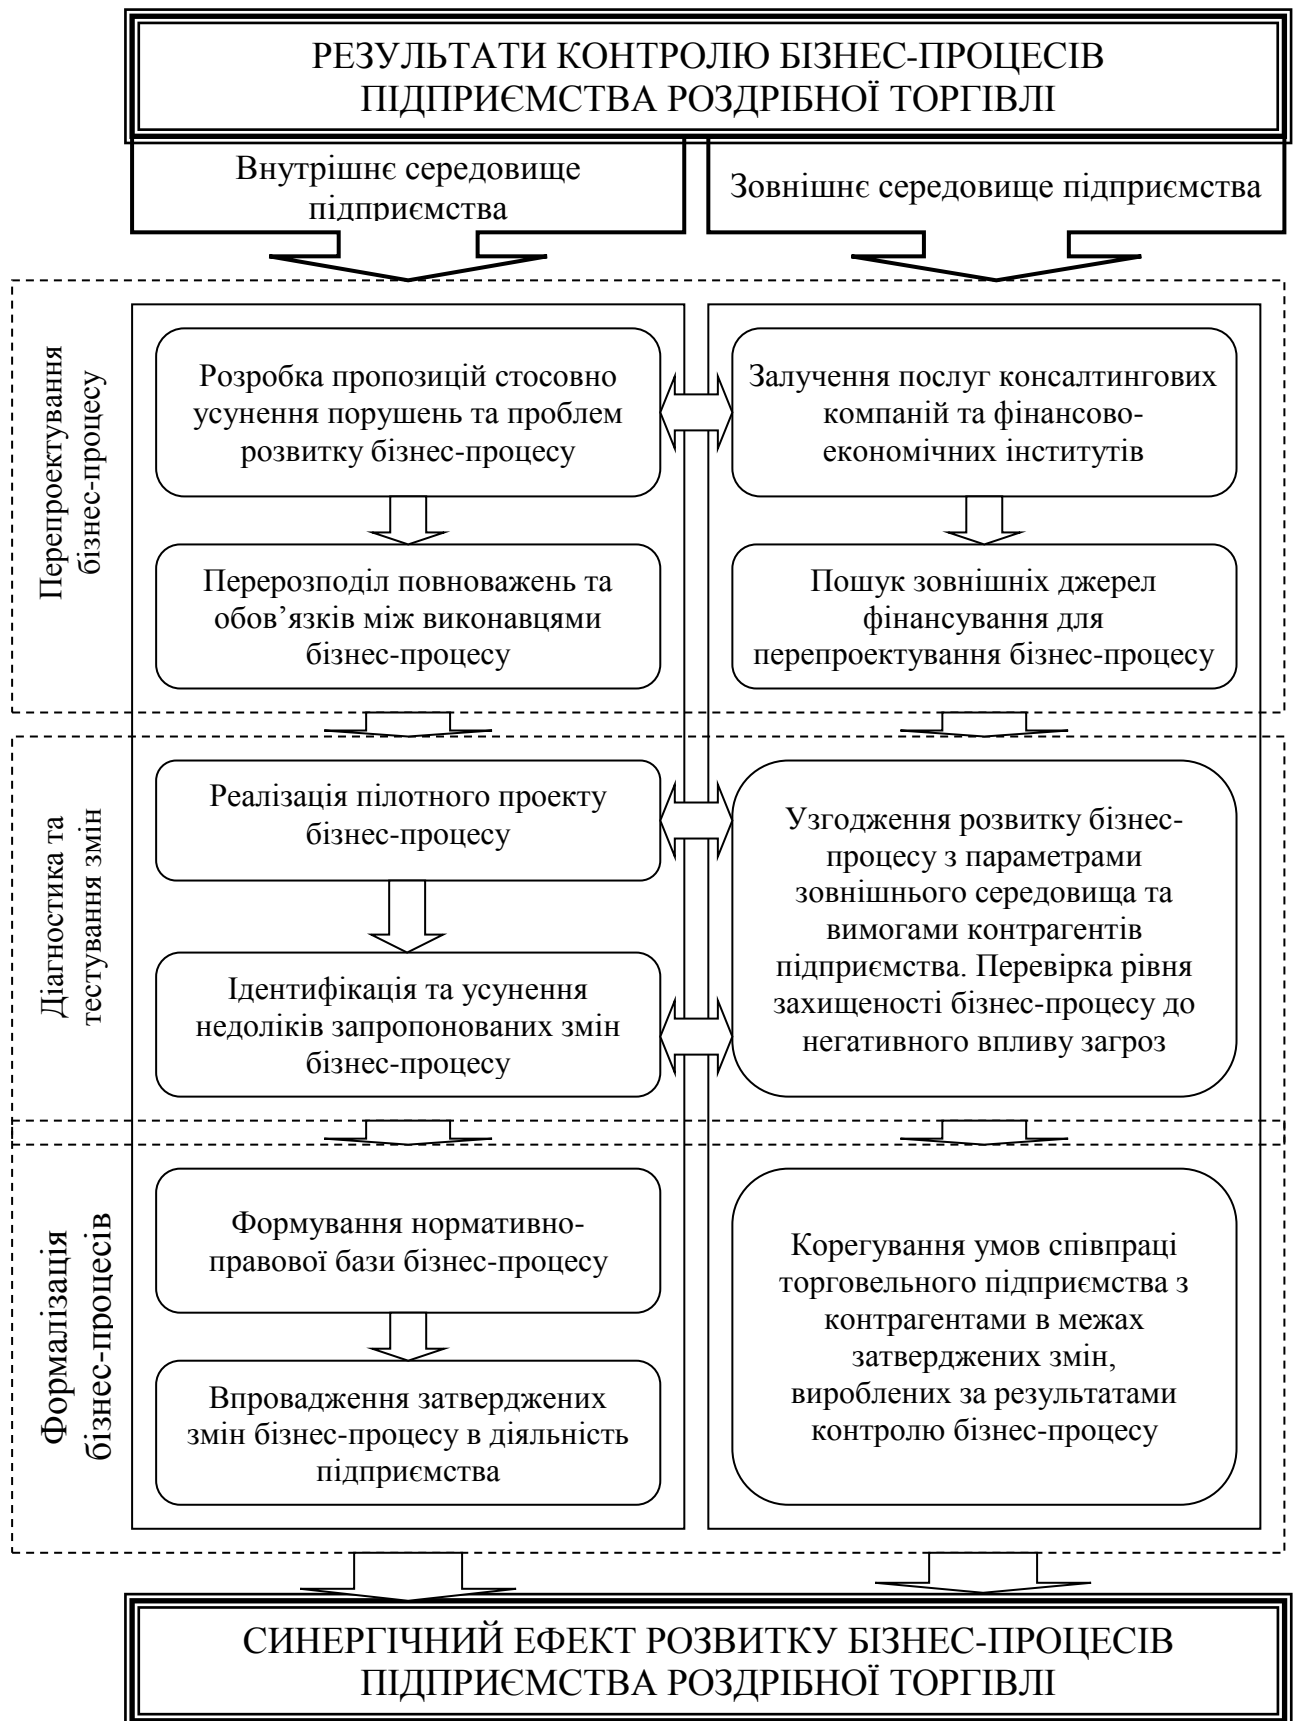 РЕЗУЛЬТАТИ КОНТРОЛЮ БІЗНЕС-ПРОЦЕСІВ
ПІДПРИЄМСТВА РОЗДРІБНОЇ ТОРГІВЛІ
Внутрішнє середовище
підприємства
Зовнішнє середовище підприємства
Перепроектування
бізнес-процесу
Розробка пропозицій стосовно
усунення порушень та проблем
розвитку бізнес-процесу
Залучення послуг консалтингових
компаній та фінансово-
економічних інститутів
Перерозподіл повноважень та
обов’язків між виконавцями
бізнес-процесу
Пошук зовнішніх джерел
фінансування для
перепроектування бізнес-процесу
Діагностика та
тестування змін
Реалізація пілотного проекту
бізнес-процесу
Ідентифікація та усунення
недоліків запропонованих змін
бізнес-процесу
Узгодження розвитку бізнес-
процесу з параметрами
зовнішнього середовища та
вимогами контрагентів
підприємства. Перевірка рівня
захищеності бізнес-процесу до
негативного впливу загроз
Формалізація
бізнес-процесів
Формування нормативно-
правової бази бізнес-процесу
Впровадження затверджених
змін бізнес-процесу в діяльність
підприємства
Корегування умов співпраці
торговельного підприємства з
контрагентами в межах
затверджених змін,
вироблених за результатами
контролю бізнес-процесу
СИНЕРГІЧНИЙ ЕФЕКТ РОЗВИТКУ БІЗНЕС-ПРОЦЕСІВ
ПІДПРИЄМСТВА РОЗДРІБНОЇ ТОРГІВЛІ